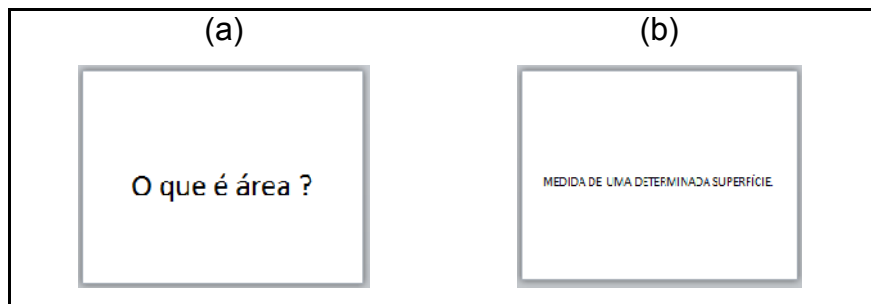 (a) (b)
O que é área ?
MEDIDA DE UMA DETERMINADA SUPERFÍCIE.